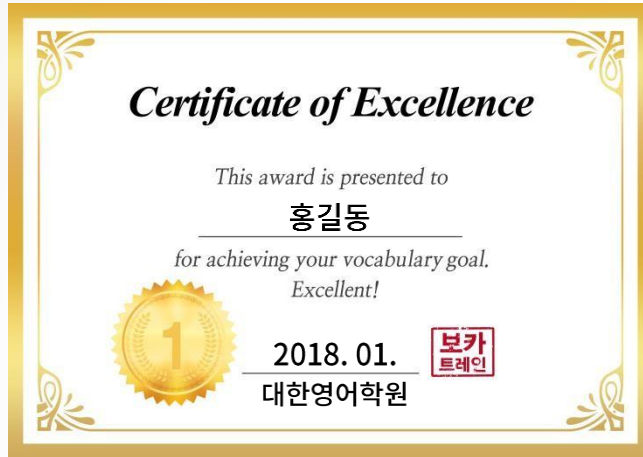 Certificate of Excellence
This award is presented to
홍길동
for achieving your vocabulary goal.
Excellent!
1
2018. 01.
보카
트레인
대한영어학원